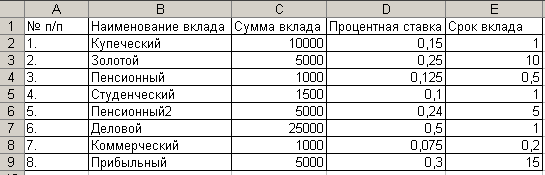 A B C D E
1 № п/п Наименование вклада Сумма вклада Процентная ставка Срок вклада
2 1. Купеческий 10000 0,15 1
3 2. Золотой 5000 0,25 10
4 3. Пенсионный 1000 0,125 0,5
5 4. Студенческий 1500 0,1 1
6 5. Пенсионный2 5000 0,24 5
7 6. Деловой 25000 0,5 1
8 7. Коммерческий 1000 0,075 0,2
9 8. Прибыльный 5000 0,3 15